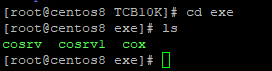 [root@centos8 TCB10K]# cd exe
[root@centos8 exe]# ls
cosrv  cosrv1  cox
[root@centos8 exe]#